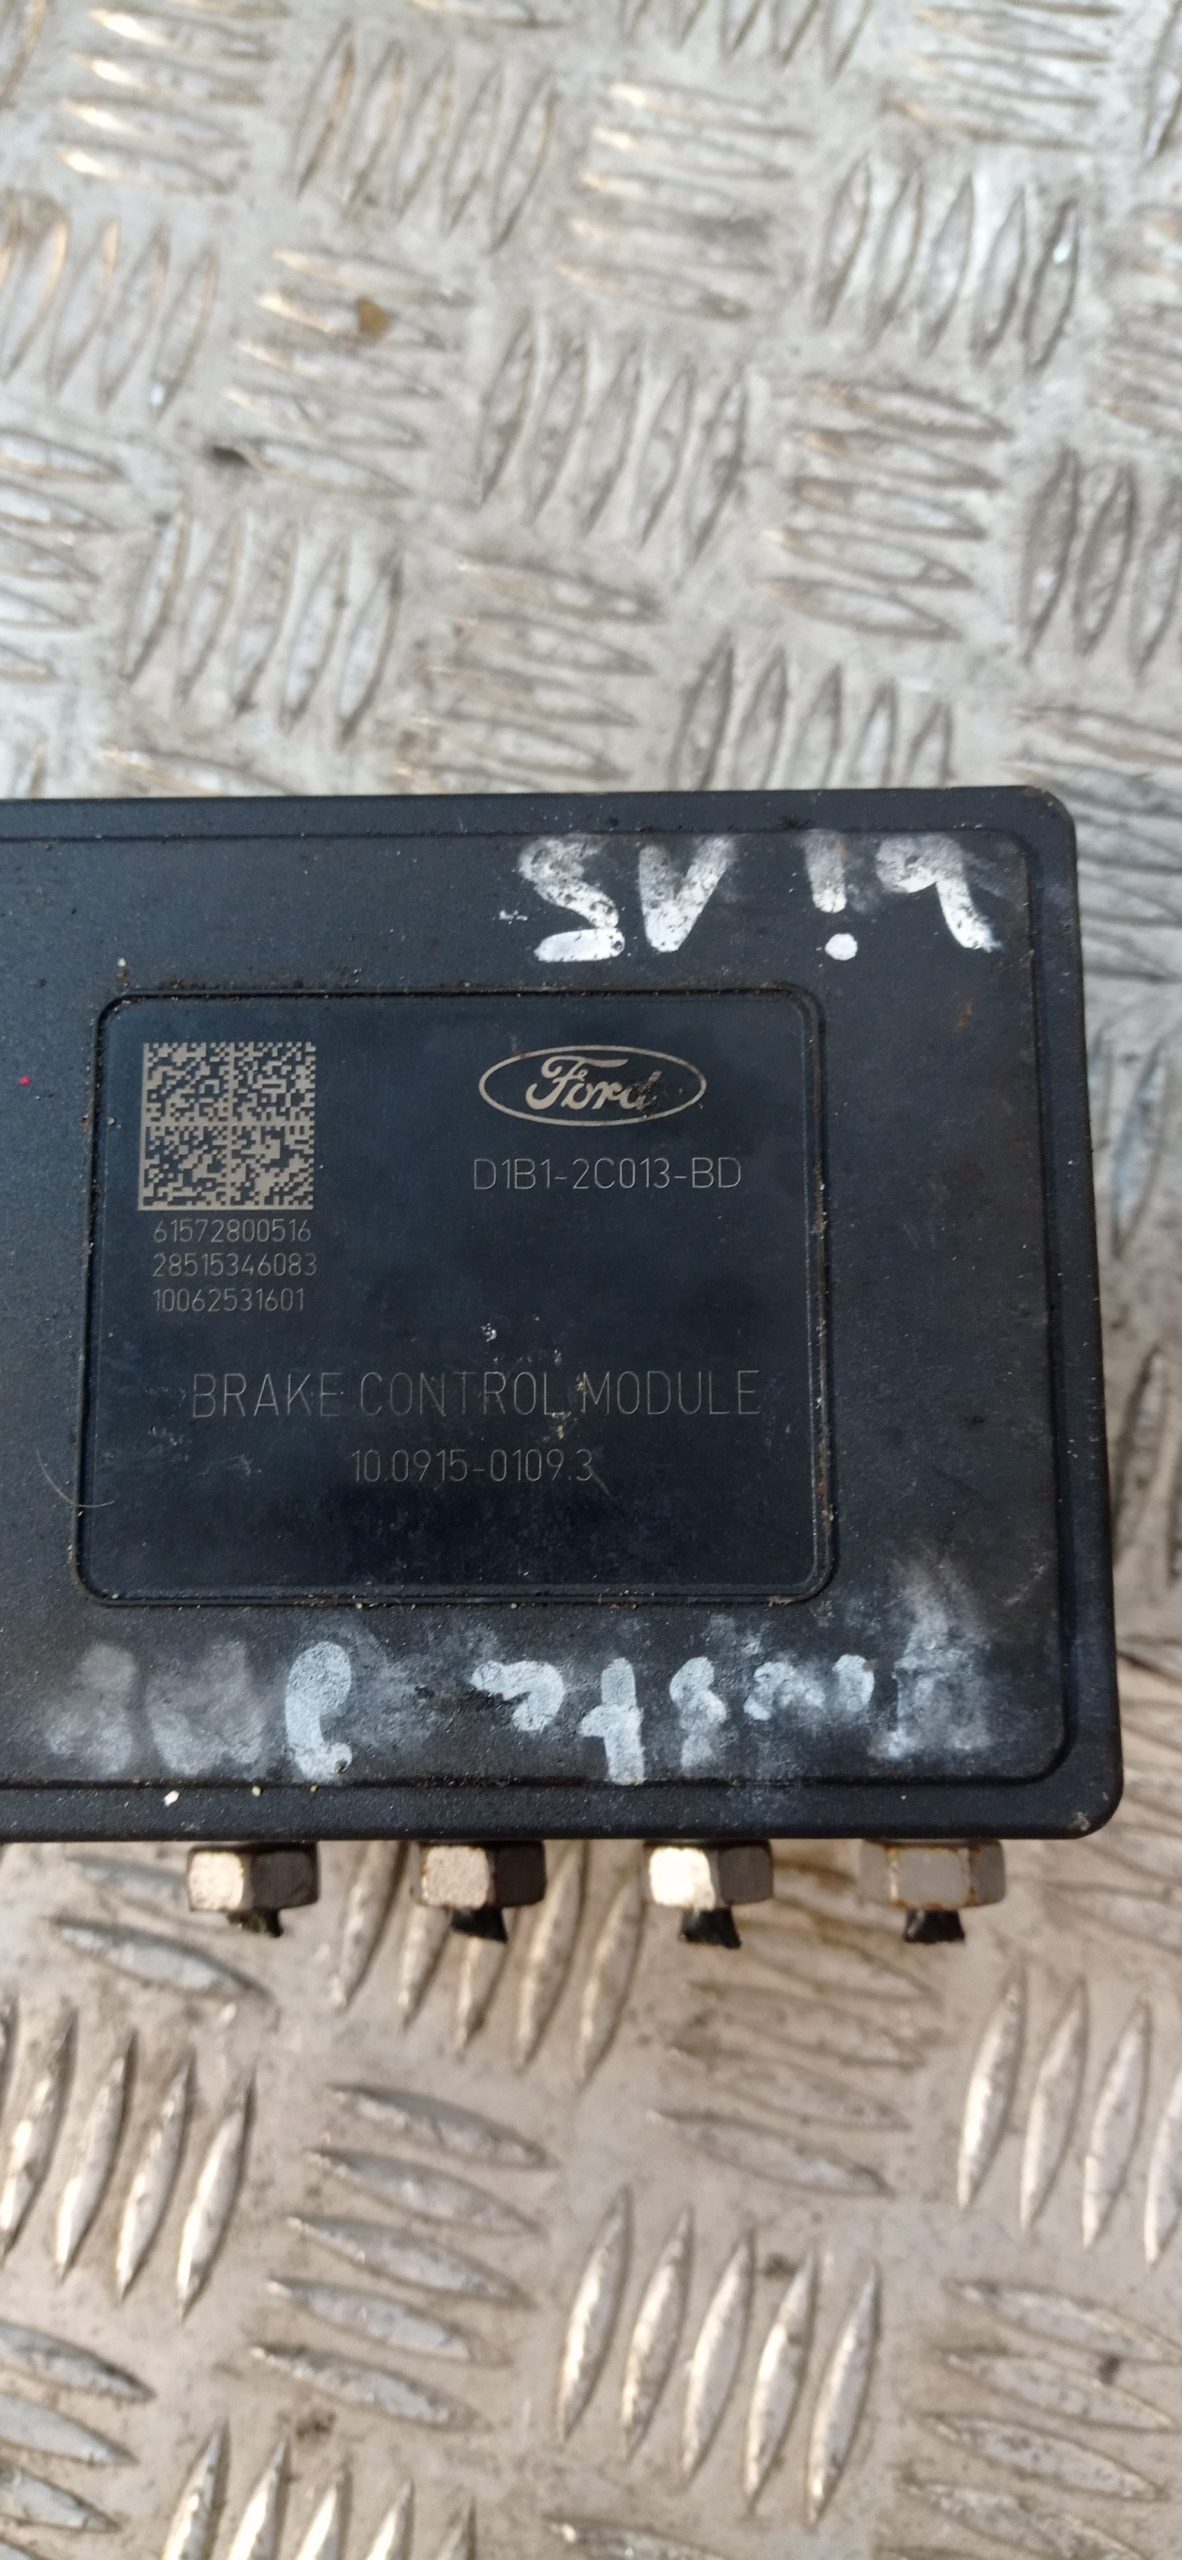 Ford
D1B1-2C013-BD
61572800516
28515346083
10062531601
BRAKE CONTROL MODULE
10.0915-0109.3